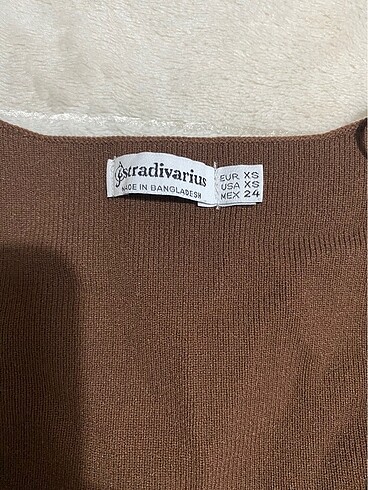 stradivarius
MADE IN BANGLADESH
EUR XS
USA XS
MEX 24